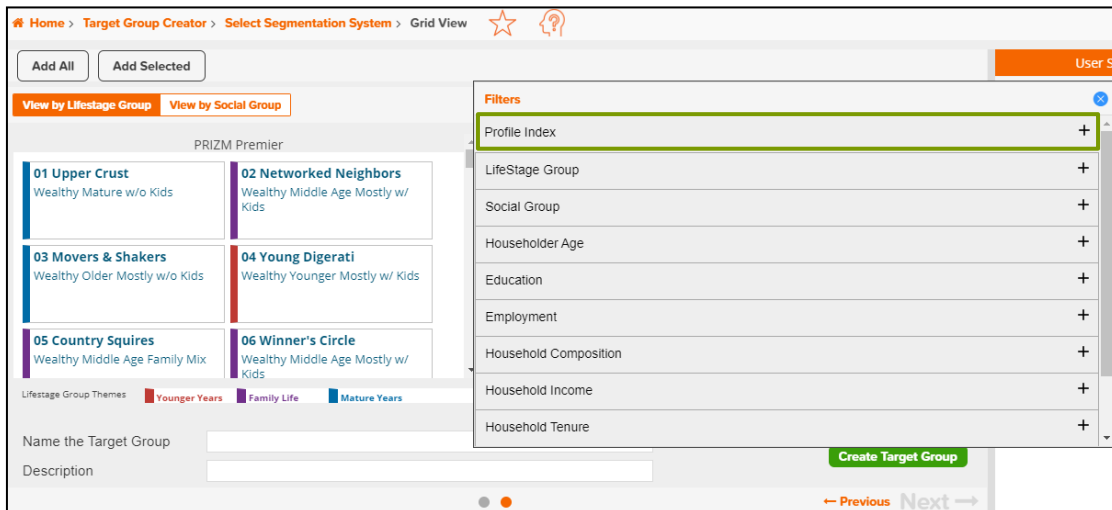 Home > Target Group Creator > Select Segmentation System > Grid View
Add All Add Selected
User S
View by Lifestage Group View by Social Group
PRIZM Premier
01 Upper Crust
Wealthy Mature w/o Kids
02 Networked Neighbors
Wealthy Middle Age Mostly w/
Kids
03 Movers & Shakers
Wealthy Older Mostly w/o Kids
04 Young Digerati
Wealthy Younger Mostly w/ Kids
05 Country Squires
Wealthy Middle Age Family Mix
06 Winner's Circle
Wealthy Middle Age Mostly w/
Kids
Lifestage Group Themes Younger Years Family Life Mature Years
Filters
Profile Index +
LifeStage Group +
Social Group +
Householder Age +
Education +
Employment +
Household Composition +
Household Income +
Household Tenure +
Name the Target Group
Description
Create Target Group
← Previous Next →